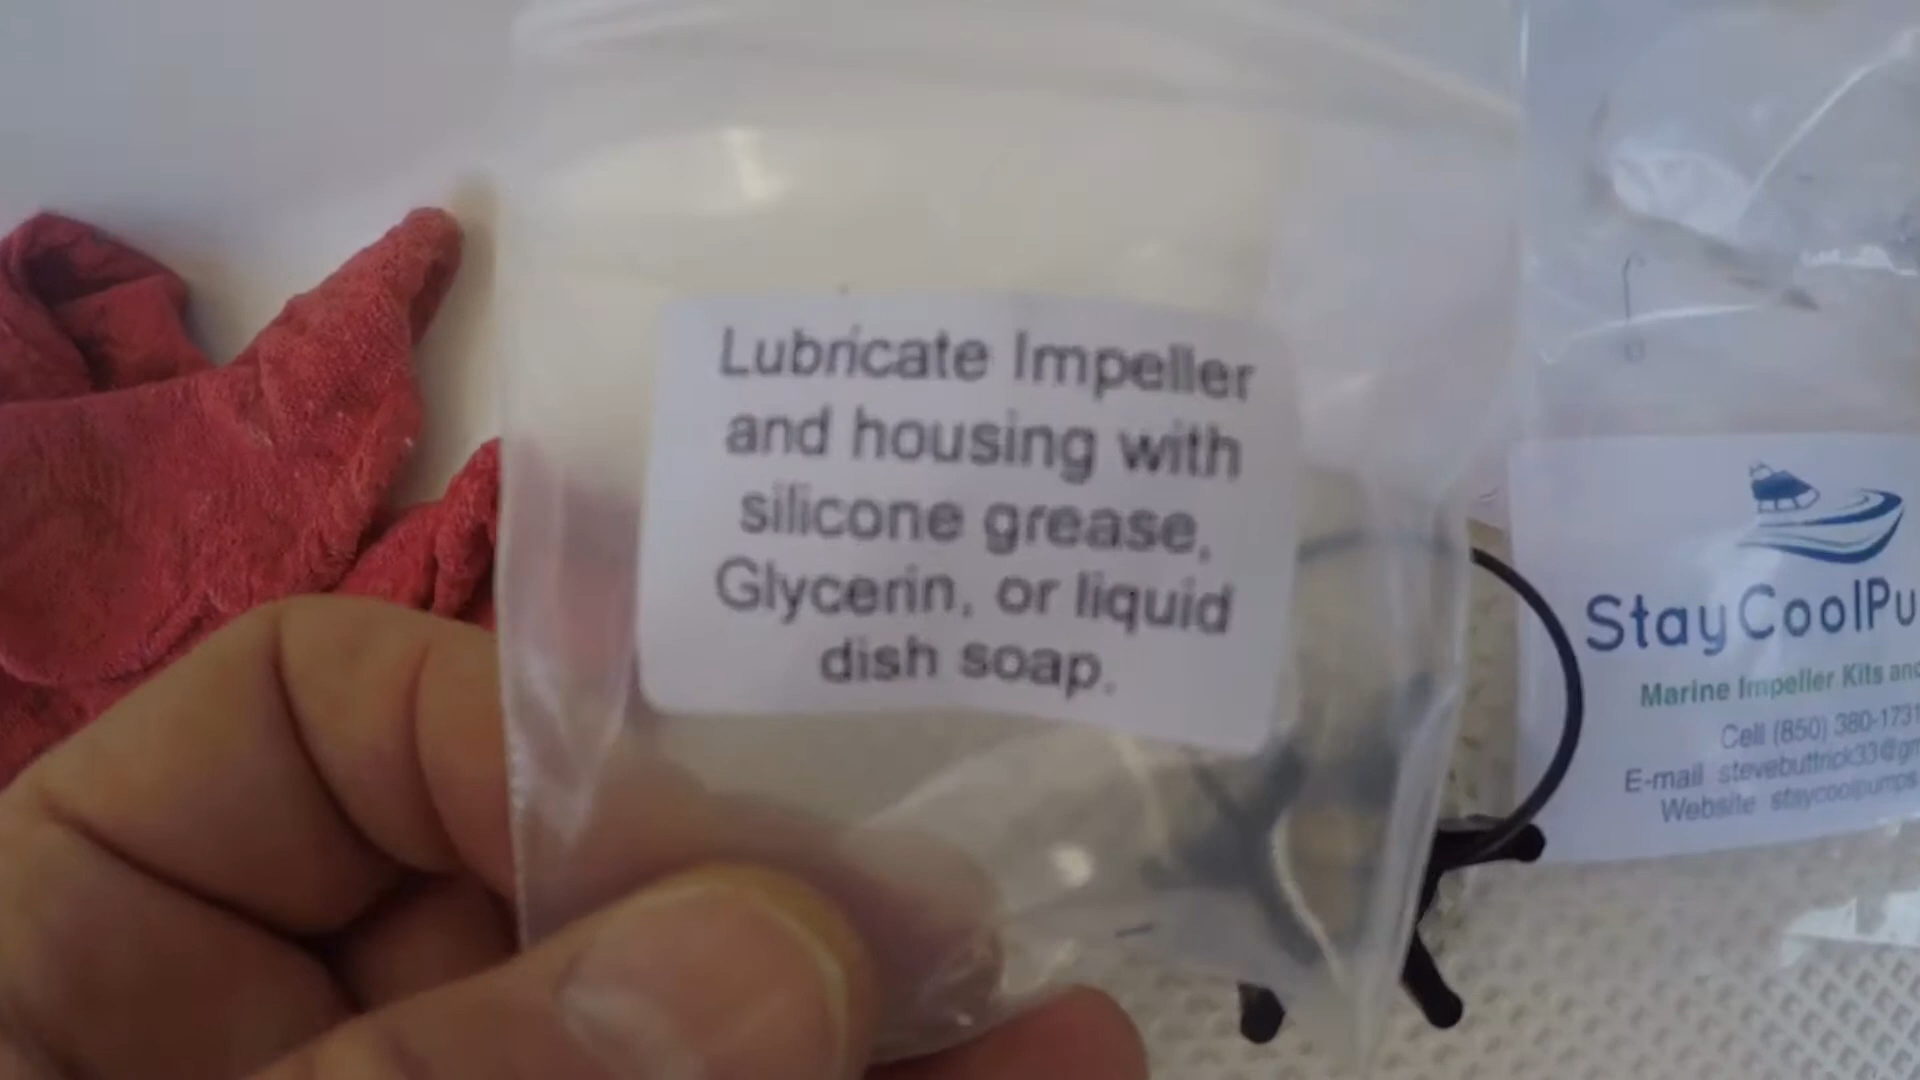 Lubricate Impeller
and housing with
silicone grease,
Glycerin, or liquid
dish soap.
StayCoolPu
Marine Impeller Kits and
Cell (850) 380-1731
E-mail stevebuttrick33@gm
Website staycoolpumps